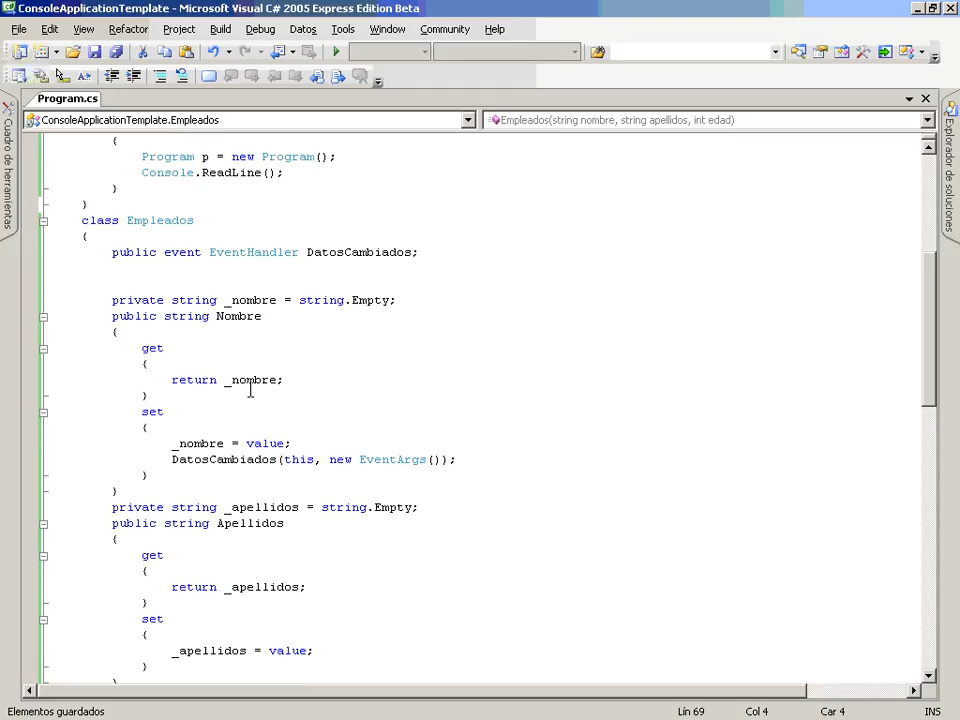 ConsoleApplicationTemplate - Microsoft Visual C# 2005 Express Edition Beta
File Edit View Refactor Project Build Debug Datos Tools Window Community Help
Program.cs
ConsoleApplicationTemplate.Empleados
Empleados(string nombre, string apellidos, int edad)
Cuadro de herramientas
Explorador de soluciones
{
Program p = new Program();
Console.ReadLine();
}
}
class Empleados
{
public event EventHandler DatosCambiados;
private string _nombre = string.Empty;
public string Nombre
{
get
{
return _nombre;
}
set
{
_nombre = value;
DatosCambiados(this, new EventArgs());
}
}
private string _apellidos = string.Empty;
public string Apellidos
{
get
{
return _apellidos;
}
set
{
_apellidos = value;
}
Elementos guardados Lín 69 Col 4 Car 4 INS